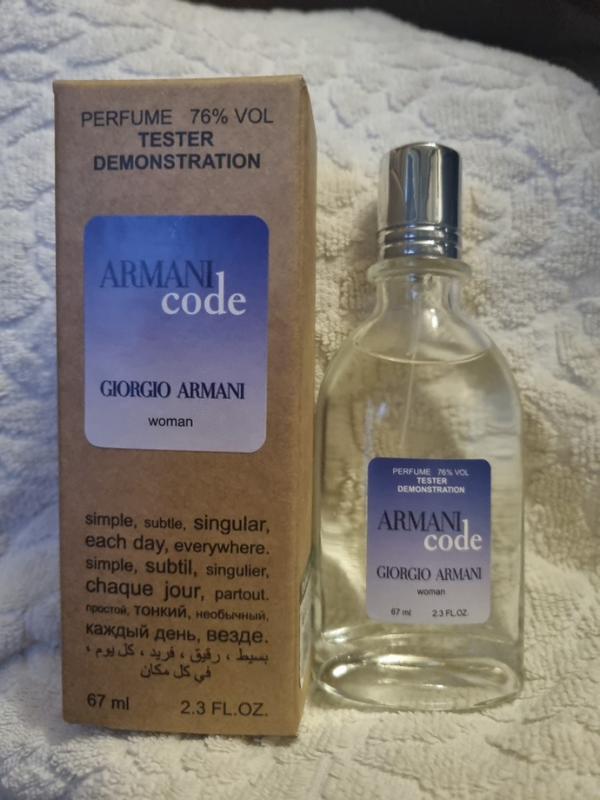 PERFUME 76% VOL
TESTER
DEMONSTRATION
ARMANI
code
GIORGIO ARMANI
woman
simple, subtle, singular,
each day, everywhere.
simple, subtil, singulier,
chaque jour, partout.
простой, тонкий, необычный,
каждый день, везде.
بسيط ، رقيق ، فريد ، كل يوم ،
في كل مكان
67 ml 2.3 FL.OZ.
PERFUME 76% VOL
TESTER
DEMONSTRATION
ARMANI
code
GIORGIO ARMANI
woman
67 ml 2.3 FL.OZ.